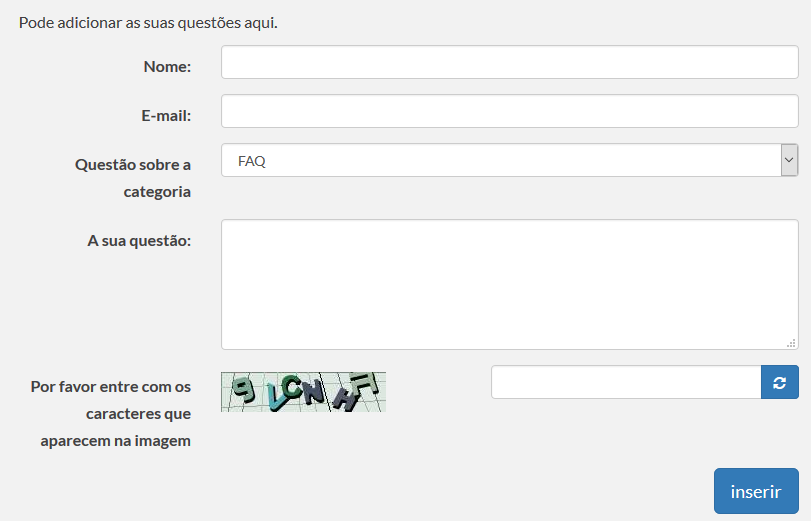 Pode adicionar as suas questões aqui.
Nome:
E-mail:
Questão sobre a
categoria
FAQ
A sua questão:
Por favor entre com os
caracteres que
aparecem na imagem
inserir